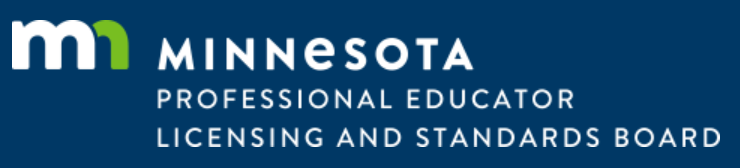 mn MINNesoTA
PROFESSIONAL EDUCATOR
LICENSING AND STANDARDS BOARD